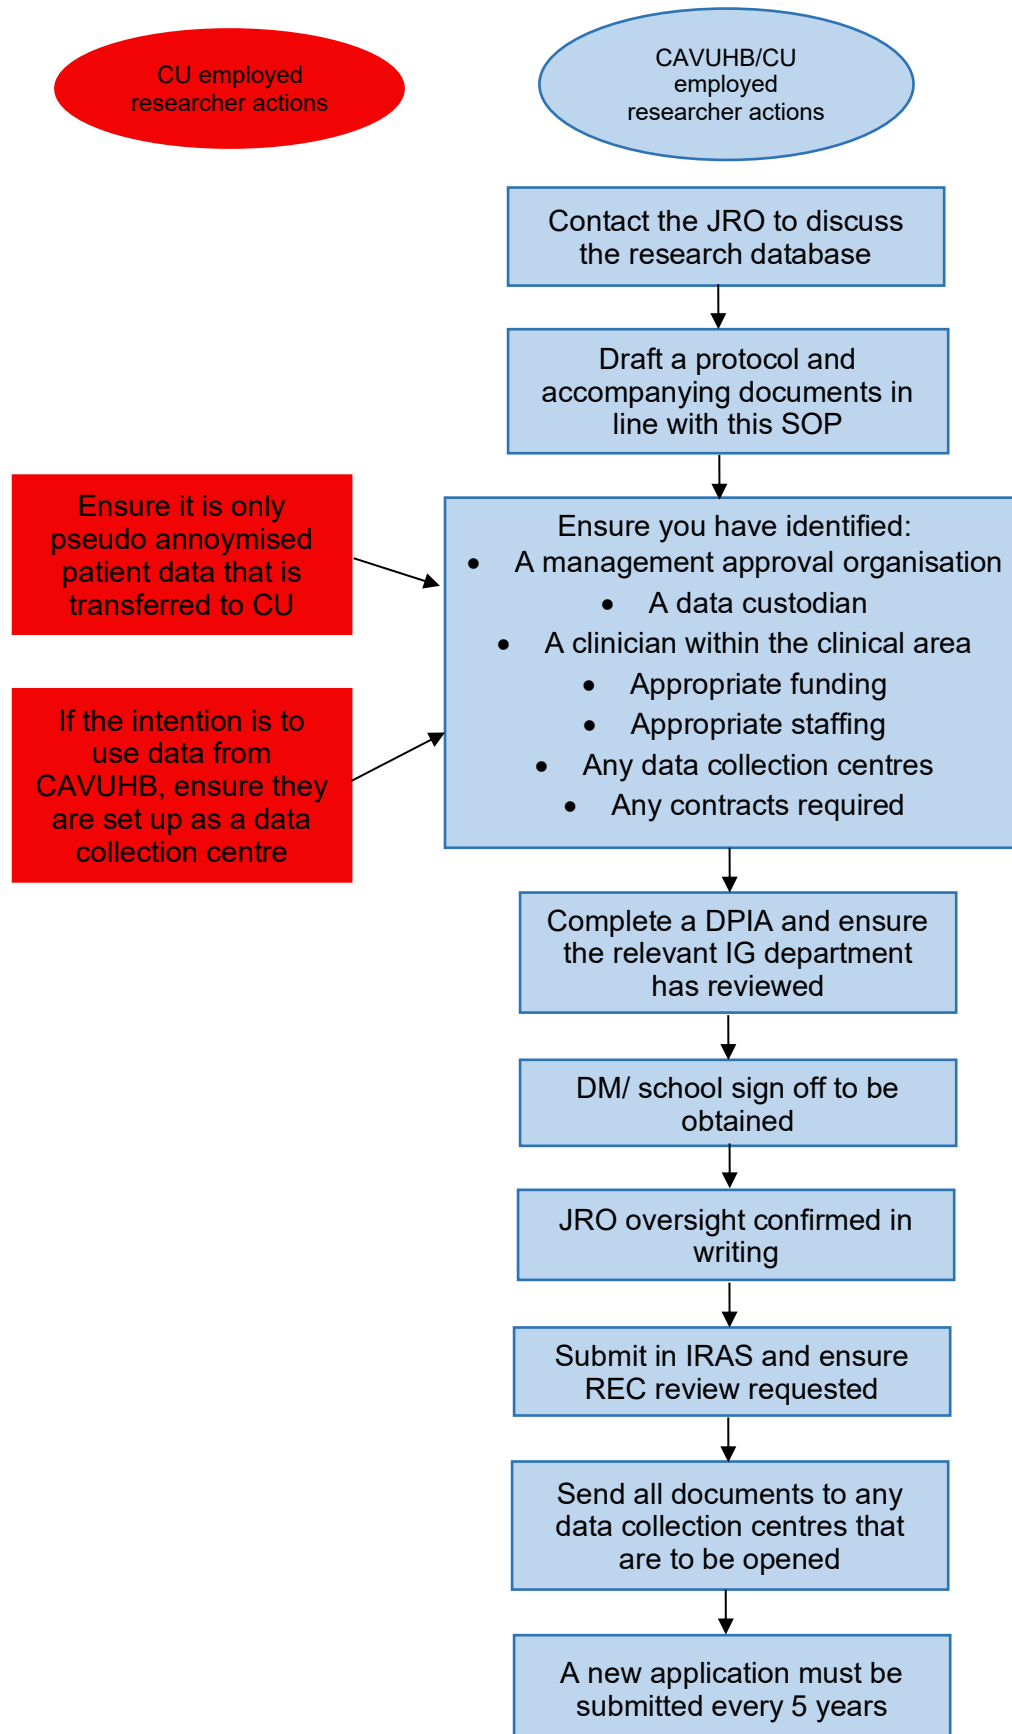 CU employed
researcher actions
CAVUHB/CU
employed
researcher actions
Contact the JRO to discuss
the research database
Draft a protocol and
accompanying documents in
line with this SOP
Ensure it is only
pseudo annoymised
patient data that is
transferred to CU
If the intention is to
use data from
CAVUHB, ensure they
are set up as a data
collection centre
Ensure you have identified:
• A management approval organisation
• A data custodian
• A clinician within the clinical area
• Appropriate funding
• Appropriate staffing
• Any data collection centres
• Any contracts required
Complete a DPIA and ensure
the relevant IG department
has reviewed
DM/ school sign off to be
obtained
JRO oversight confirmed in
writing
Submit in IRAS and ensure
REC review requested
Send all documents to any
data collection centres that
are to be opened
A new application must be
submitted every 5 years